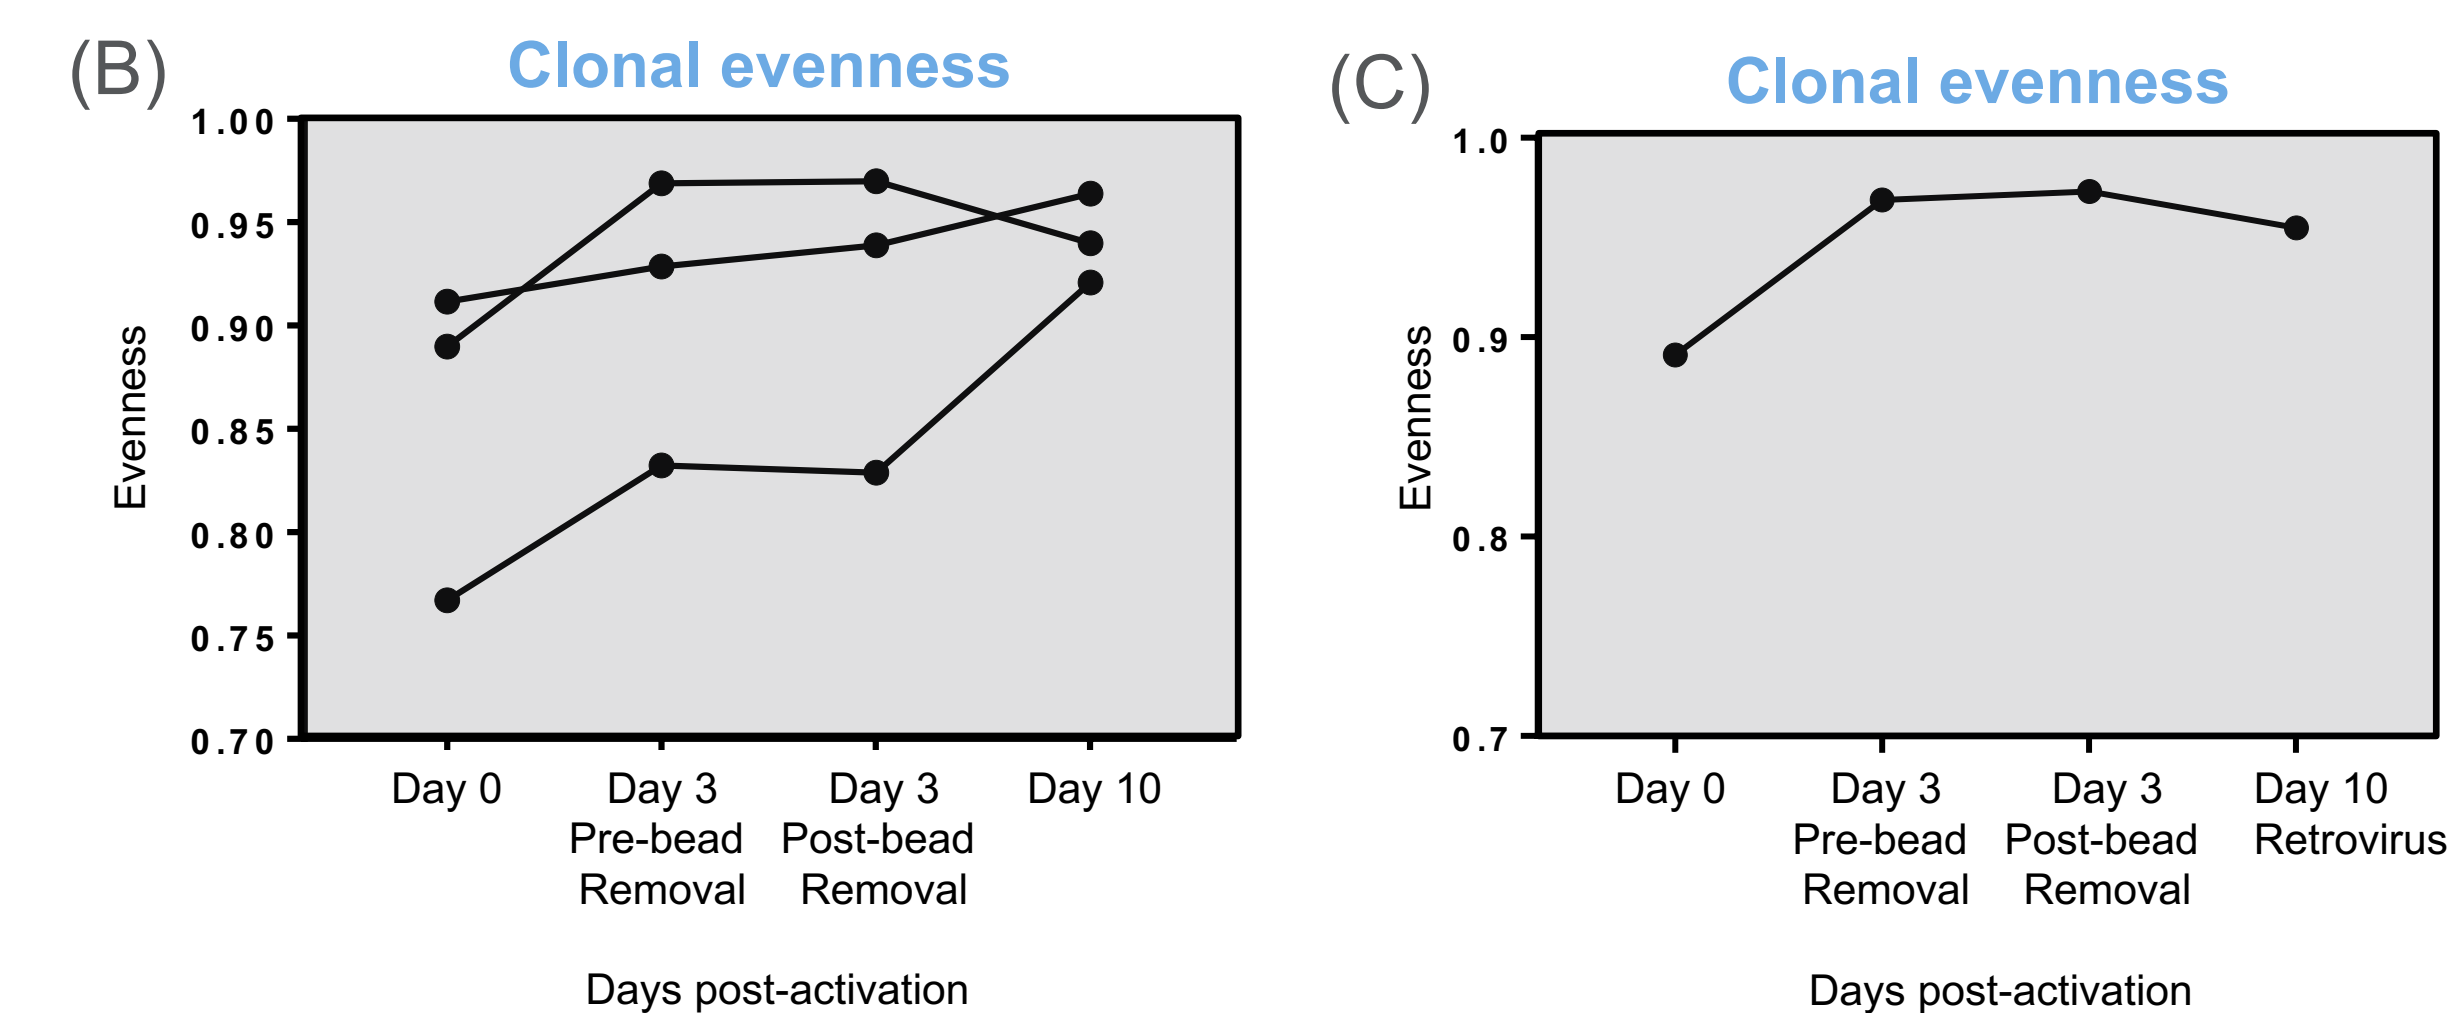 (B)
Clonal evenness
1.00
0.95
0.90
0.85
0.80
0.75
0.70
Evenness
Day 0
Day 3
Pre-bead
Removal
Day 3
Post-bead
Removal
Day 10
Days post-activation
(C)
Clonal evenness
1.0
0.9
0.8
0.7
Evenness
Day 0
Day 3
Pre-bead
Removal
Day 3
Post-bead
Removal
Day 10
Retrovirus
Days post-activation